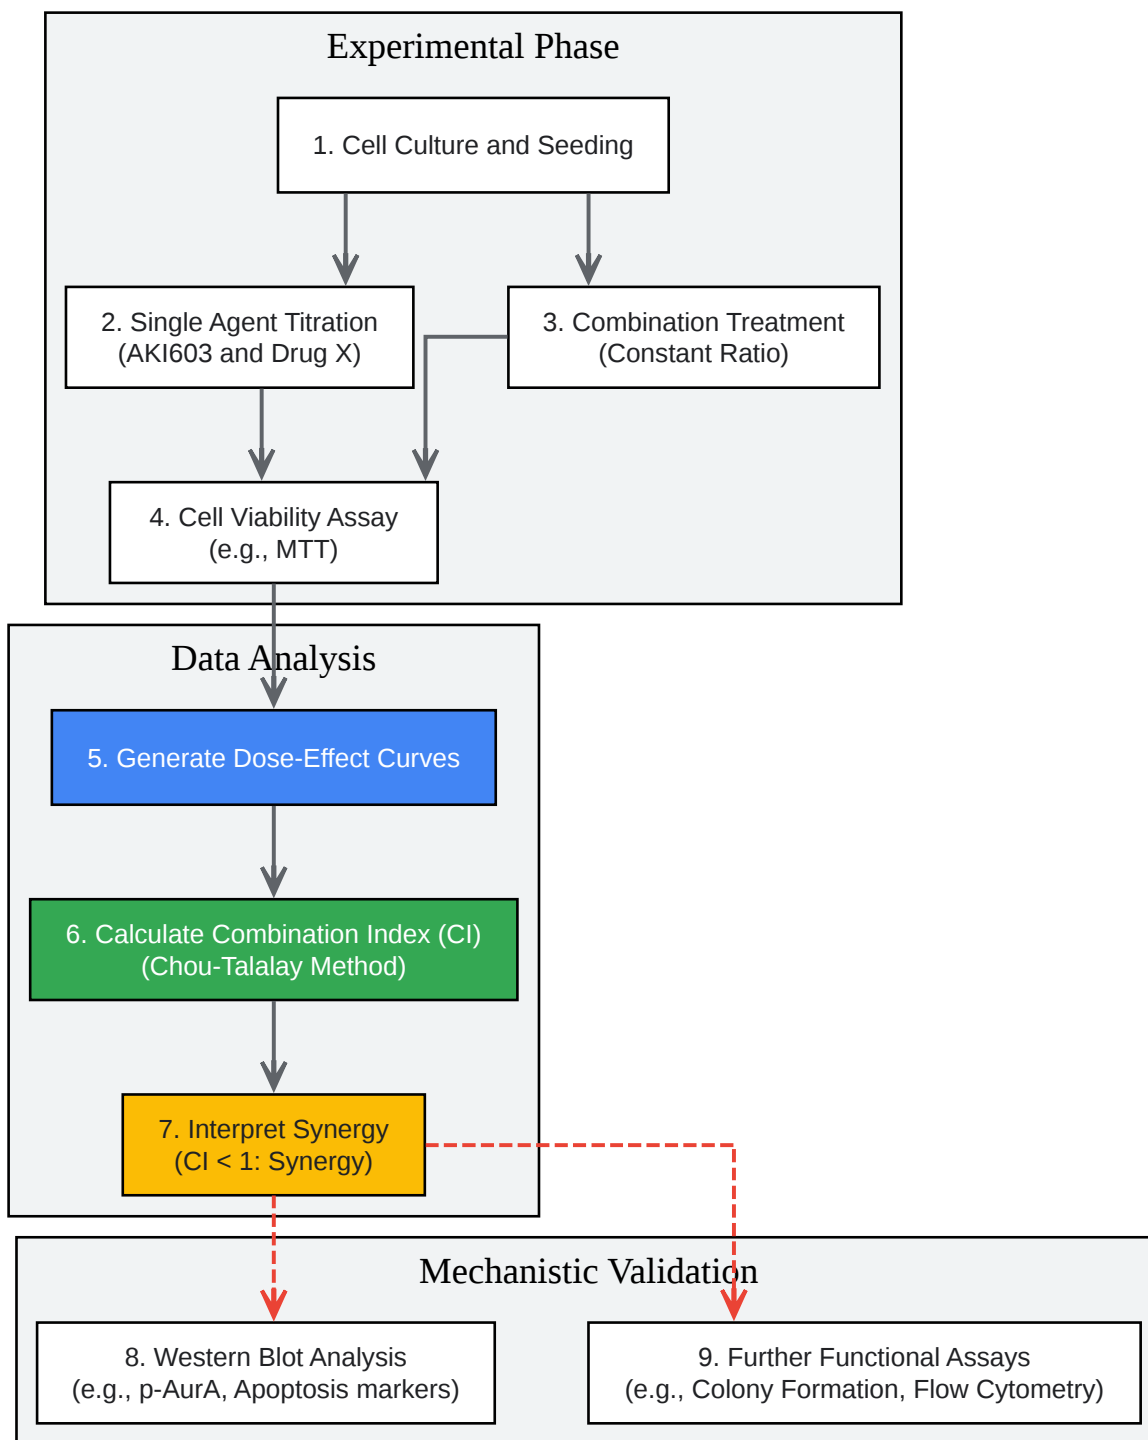 Experimental Phase
1. Cell Culture and Seeding
2. Single Agent Titration
(AKI603 and Drug X)
3. Combination Treatment
(Constant Ratio)
4. Cell Viability Assay
(e.g., MTT)
Data Analysis
5. Generate Dose-Effect Curves
6. Calculate Combination Index (CI)
(Chou-Talalay Method)
7. Interpret Synergy
(CI < 1: Synergy)
Mechanistic Validation
8. Western Blot Analysis
(e.g., p-AurA, Apoptosis markers)
9. Further Functional Assays
(e.g., Colony Formation, Flow Cytometry)